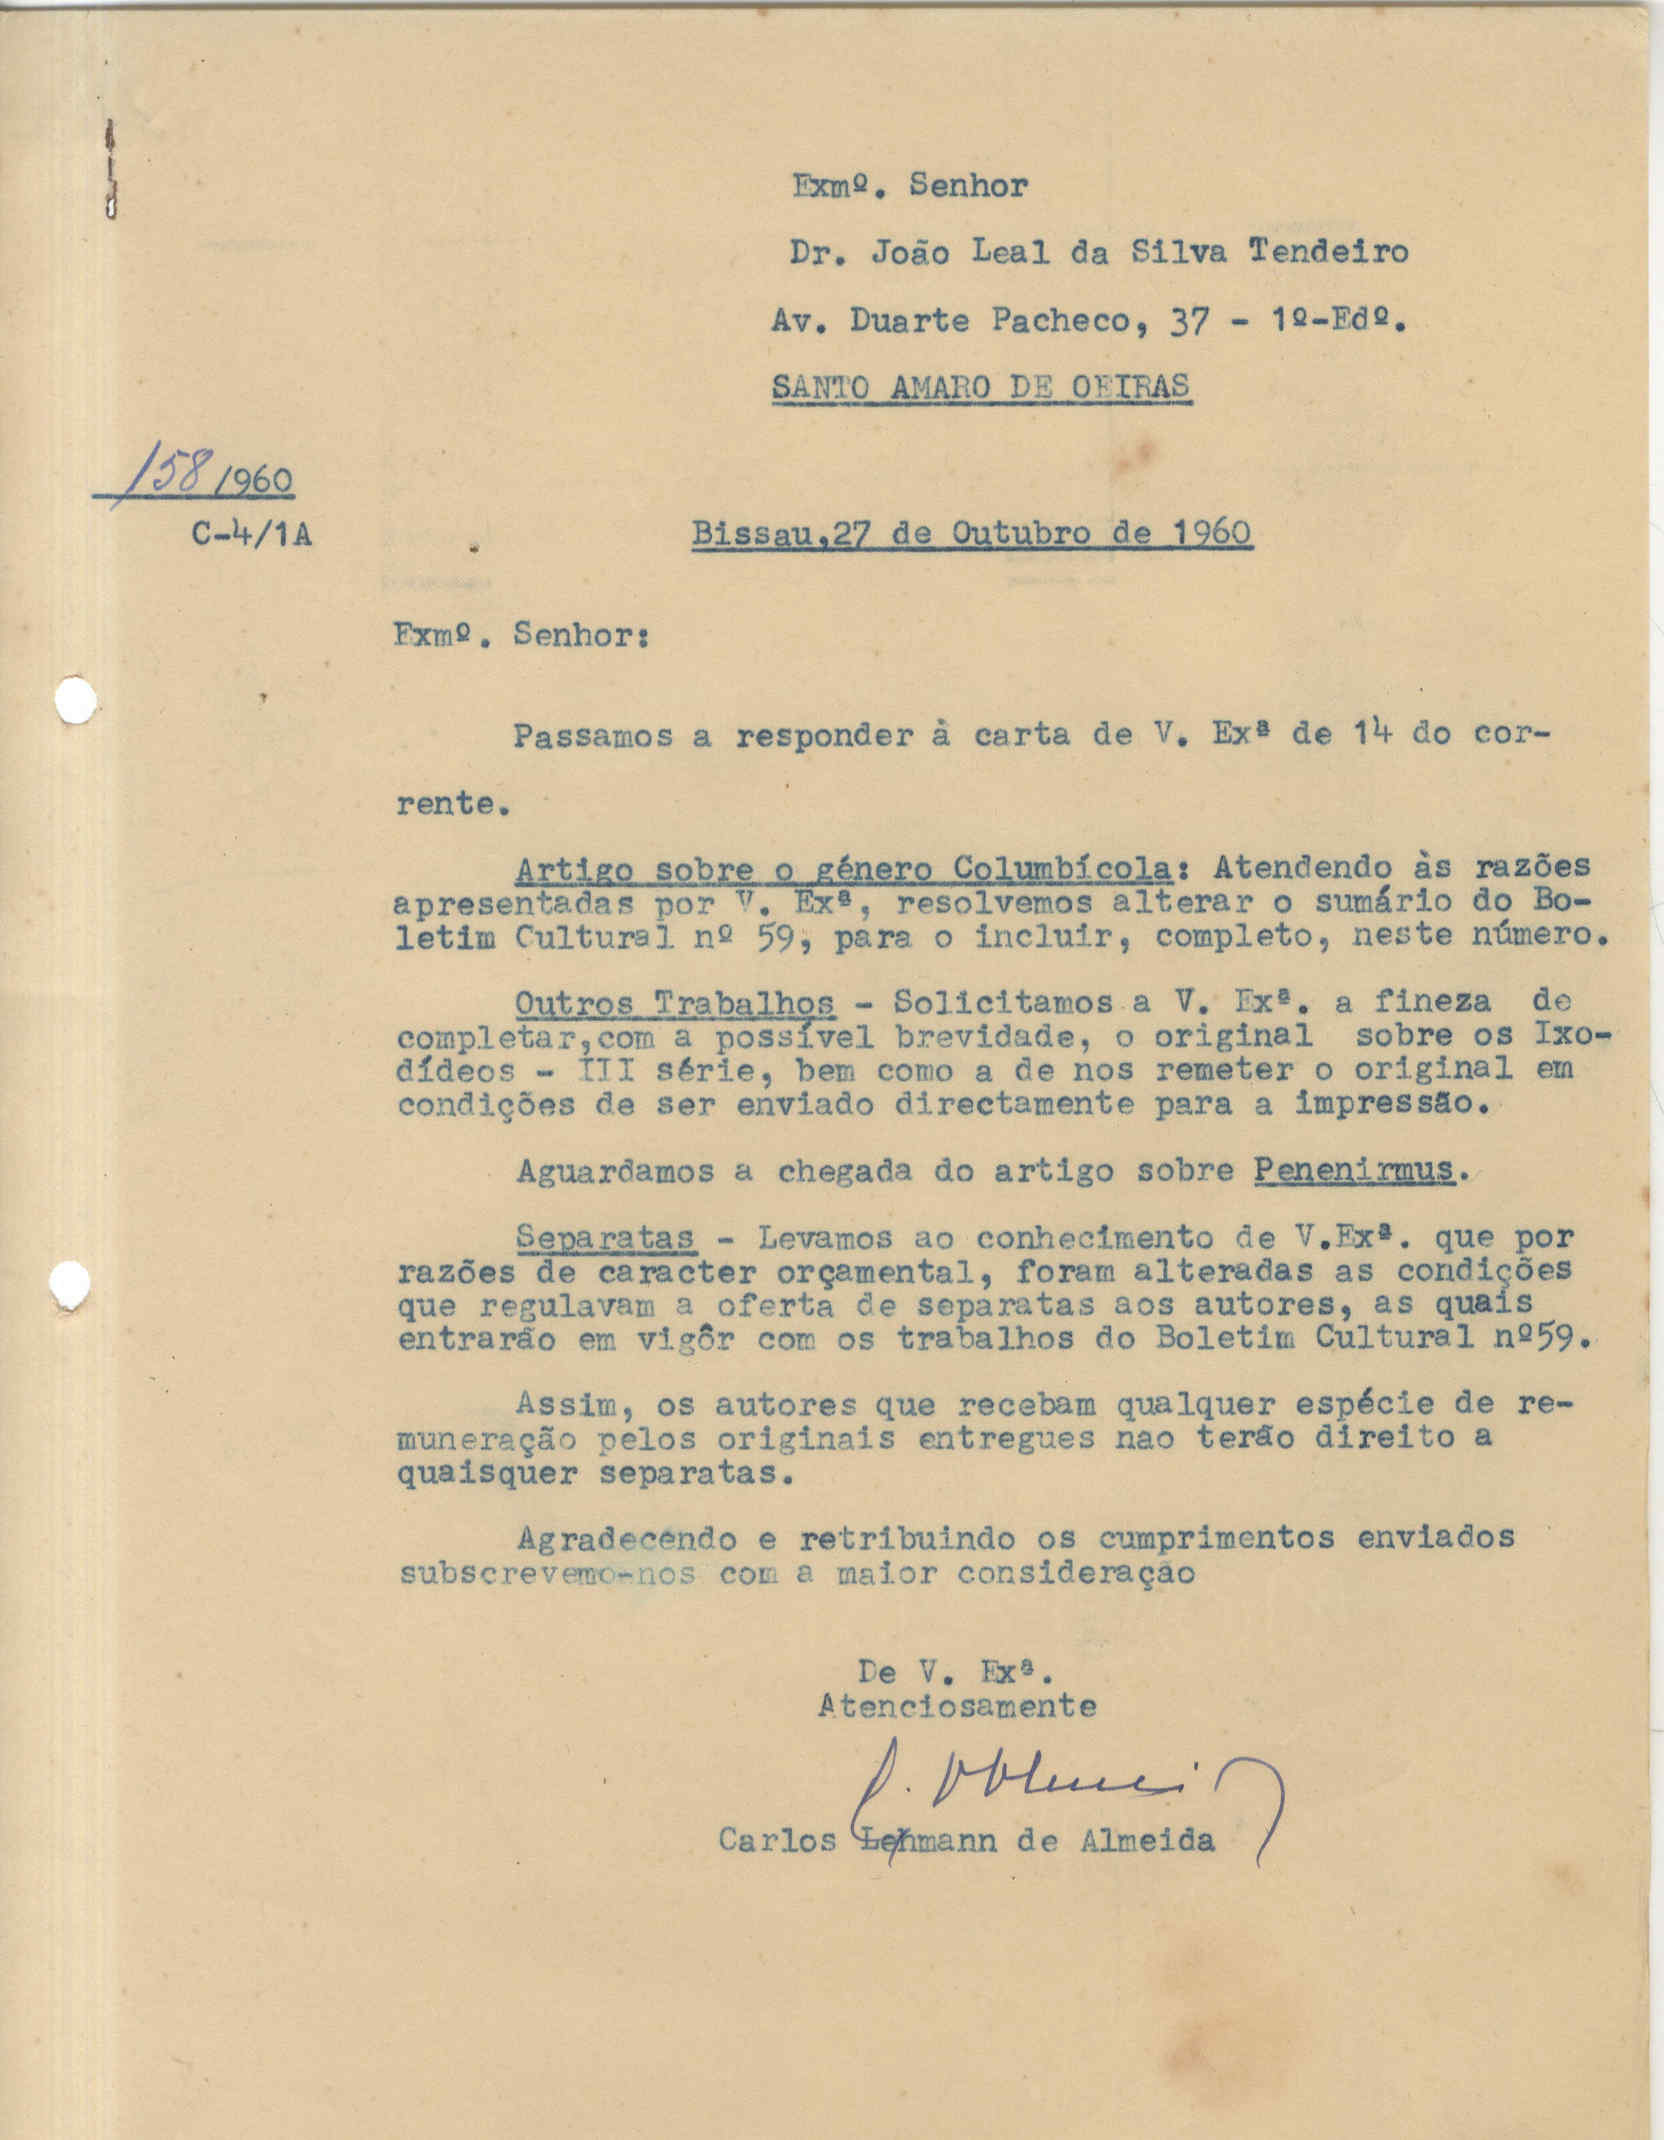 Exmº. Senhor
Dr. João Leal da Silva Tendeiro
Av. Duarte Pacheco, 37 - 1º-Edº.
SANTO AMARO DE OEIRAS
158/1960
C-4/1A
Bissau,27 de Outubro de 1960
Exmº. Senhor:
Passamos a responder à carta de V. Exª de 14 do cor-
rente.
Artigo sobre o género Columbícola: Atendendo às razões
apresentadas por V. Exª, resolvemos alterar o sumário do Bo-
letim Cultural nº 59, para o incluir, completo, neste número.
Outros Trabalhos - Solicitamos a V. Exª. a fineza de
completar,com a possível brevidade, o original sobre os Ixo-
dídeos - III série, bem como a de nos remeter o original em
condições de ser enviado directamente para a impressão.
Aguardamos a chegada do artigo sobre Penenirmus.
Separatas - Levamos ao conhecimento de V.Exª. que por
razões de caracter orçamental, foram alteradas as condições
que regulavam a oferta de separatas aos autores, as quais
entrarão em vigôr com os trabalhos do Boletim Cultural nº59.
Assim, os autores que recebam qualquer espécie de re-
muneração pelos originais entregues nao terão direito a
quaisquer separatas.
Agradecendo e retribuindo os cumprimentos enviados
subscrevemo-nos com a maior consideração
De V. Exª.
Atenciosamente
Carlos Lehmann de Almeida